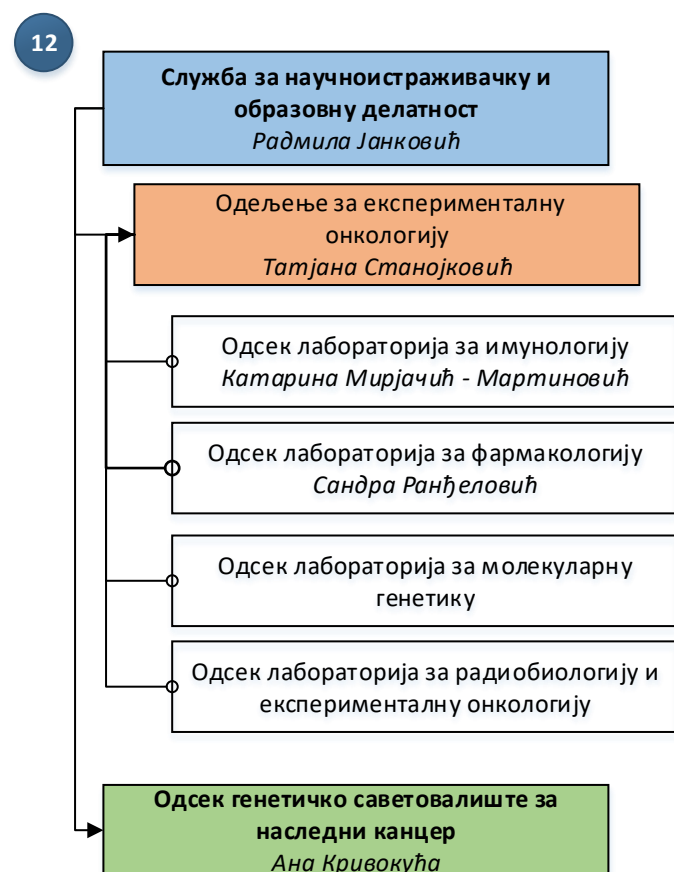 12
Служба за научноистраживачку и
образовну делатност
Радмила Јанковић
Одељење за експерименталну
онкологију
Татјана Станојковић
Одсек лабораторија за имунологију
Катарина Мирјачић - Мартиновић
Одсек лабораторија за фармакологију
Сандра Ранђеловић
Одсек лабораторија за молекуларну
генетику
Одсек лабораторија за радиобиологију и
експерименталну онкологију
Одсек генетичко саветовалиште за
наследни канцер
Ана Кривокућа